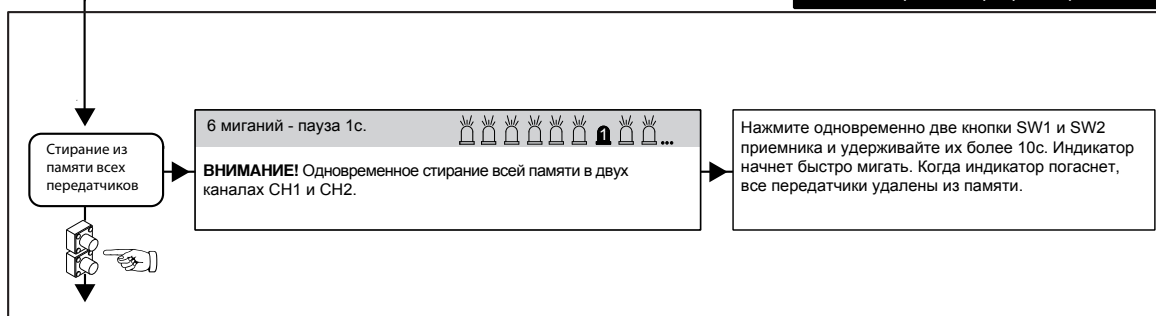 Стирание из
памяти всех
передатчиков
6 миганий - пауза 1с.
1
...
ВНИМАНИЕ! Одновременное стирание всей памяти в двух
каналах CH1 и CH2.
Нажмите одновременно две кнопки SW1 и SW2
приемника и удерживайте их более 10с. Индикатор
начнет быстро мигать. Когда индикатор погаснет,
все передатчики удалены из памяти.